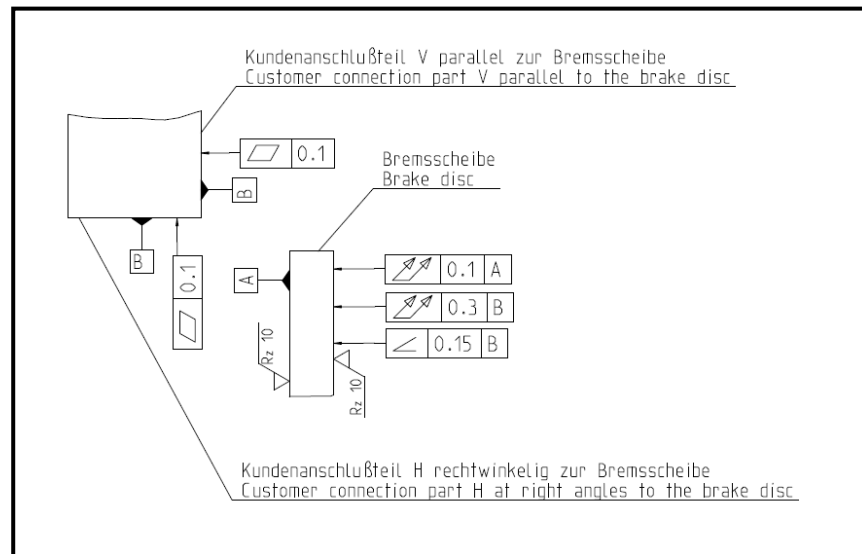 Kundenanschlußteil V parallel zur Bremsscheibe
Customer connection part V parallel to the brake disc
0.1
B
Bremsscheibe
Brake disc
B
0.1
A
0.1 A
0.3 B
0.15 B
Rz 10
Rz 10
Kundenanschlußteil H rechtwinkelig zur Bremsscheibe
Customer connection part H at right angles to the brake disc